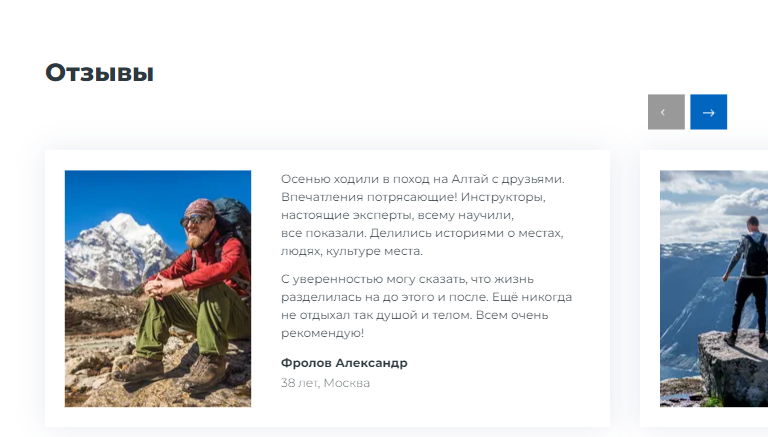 Отзывы
Осенью ходили в поход на Алтай с друзьями.
Впечатления потрясающие! Инструкторы,
настоящие эксперты, всему научили,
все показали. Делились историями о местах,
людях, культуре места.
С уверенностью могу сказать, что жизнь
разделилась на до этого и после. Ещё никогда
не отдыхал так душой и телом. Всем очень
рекомендую!
Фролов Александр
38 лет, Москва